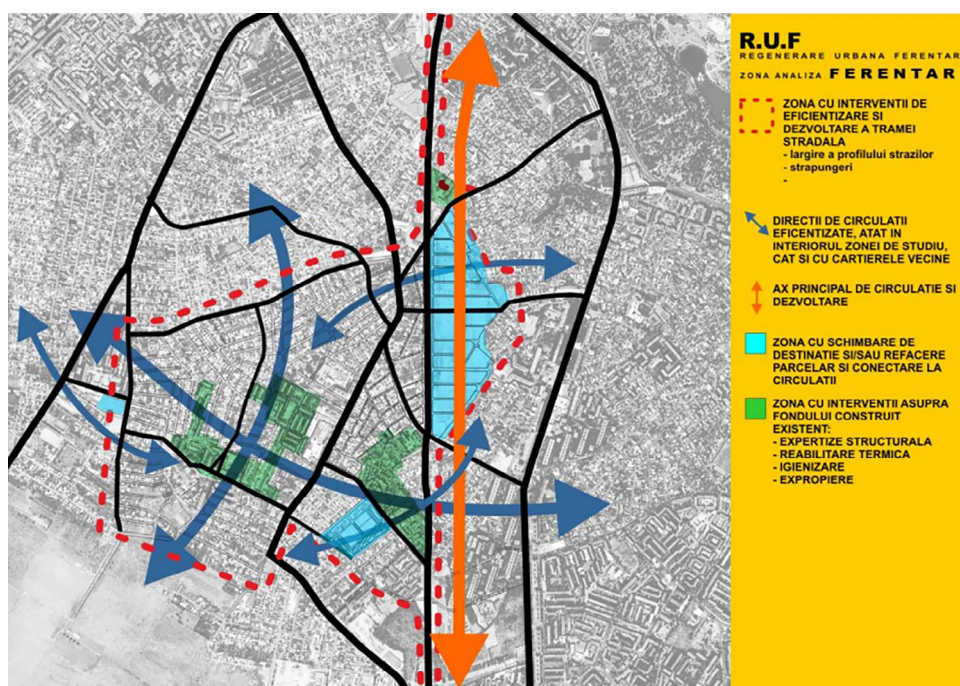 R.U.F
REGENERARE URBANA FERENTAR
ZONA ANALIZA FERENTAR
ZONA CU INTERVENTII DE
EFICIENTIZARE SI
DEZVOLTARE A TRAMEI
STRADALA
- largire a profilului strazilor
- strapungeri
-
DIRECTII DE CIRCULATII
EFICENTIZATE, ATAT IN
INTERIORUL ZONEI DE STUDIU,
CAT SI CU CARTIERELE VECINE
AX PRINCIPAL DE CIRCULATIE SI
DEZVOLTARE
ZONA CU SCHIMBARE DE
DESTINATIE SI/SAU REFACERE
PARCELAR SI CONECTARE LA
CIRCULATII
ZONA CU INTERVENTII ASUPRA
FONDULUI CONSTRUIT
EXISTENT:
- EXPERTIZE STRUCTURALA
- REABILITARE TERMICA
- IGIENIZARE
- EXPROPIERE